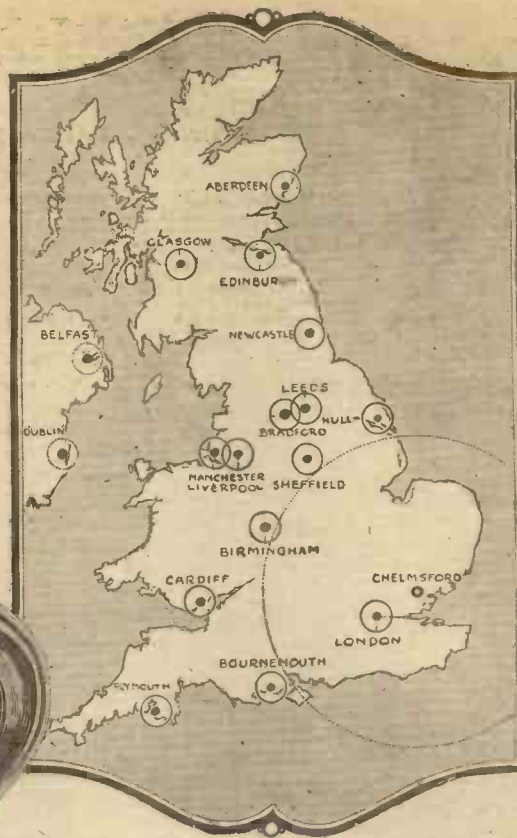 ABERDEEN
GLASGOW
EDINBUR
NEWCASTLE
BELFAST
LEEDS
BRADFORD
HULL
DUBLIN
MANCHESTER
LIVERPOOL
SHEFFIELD
BIRMINGHAM
CARDIFF
CHELMSFORD
LONDON
BOURNEMOUTH
PLYMOUTH